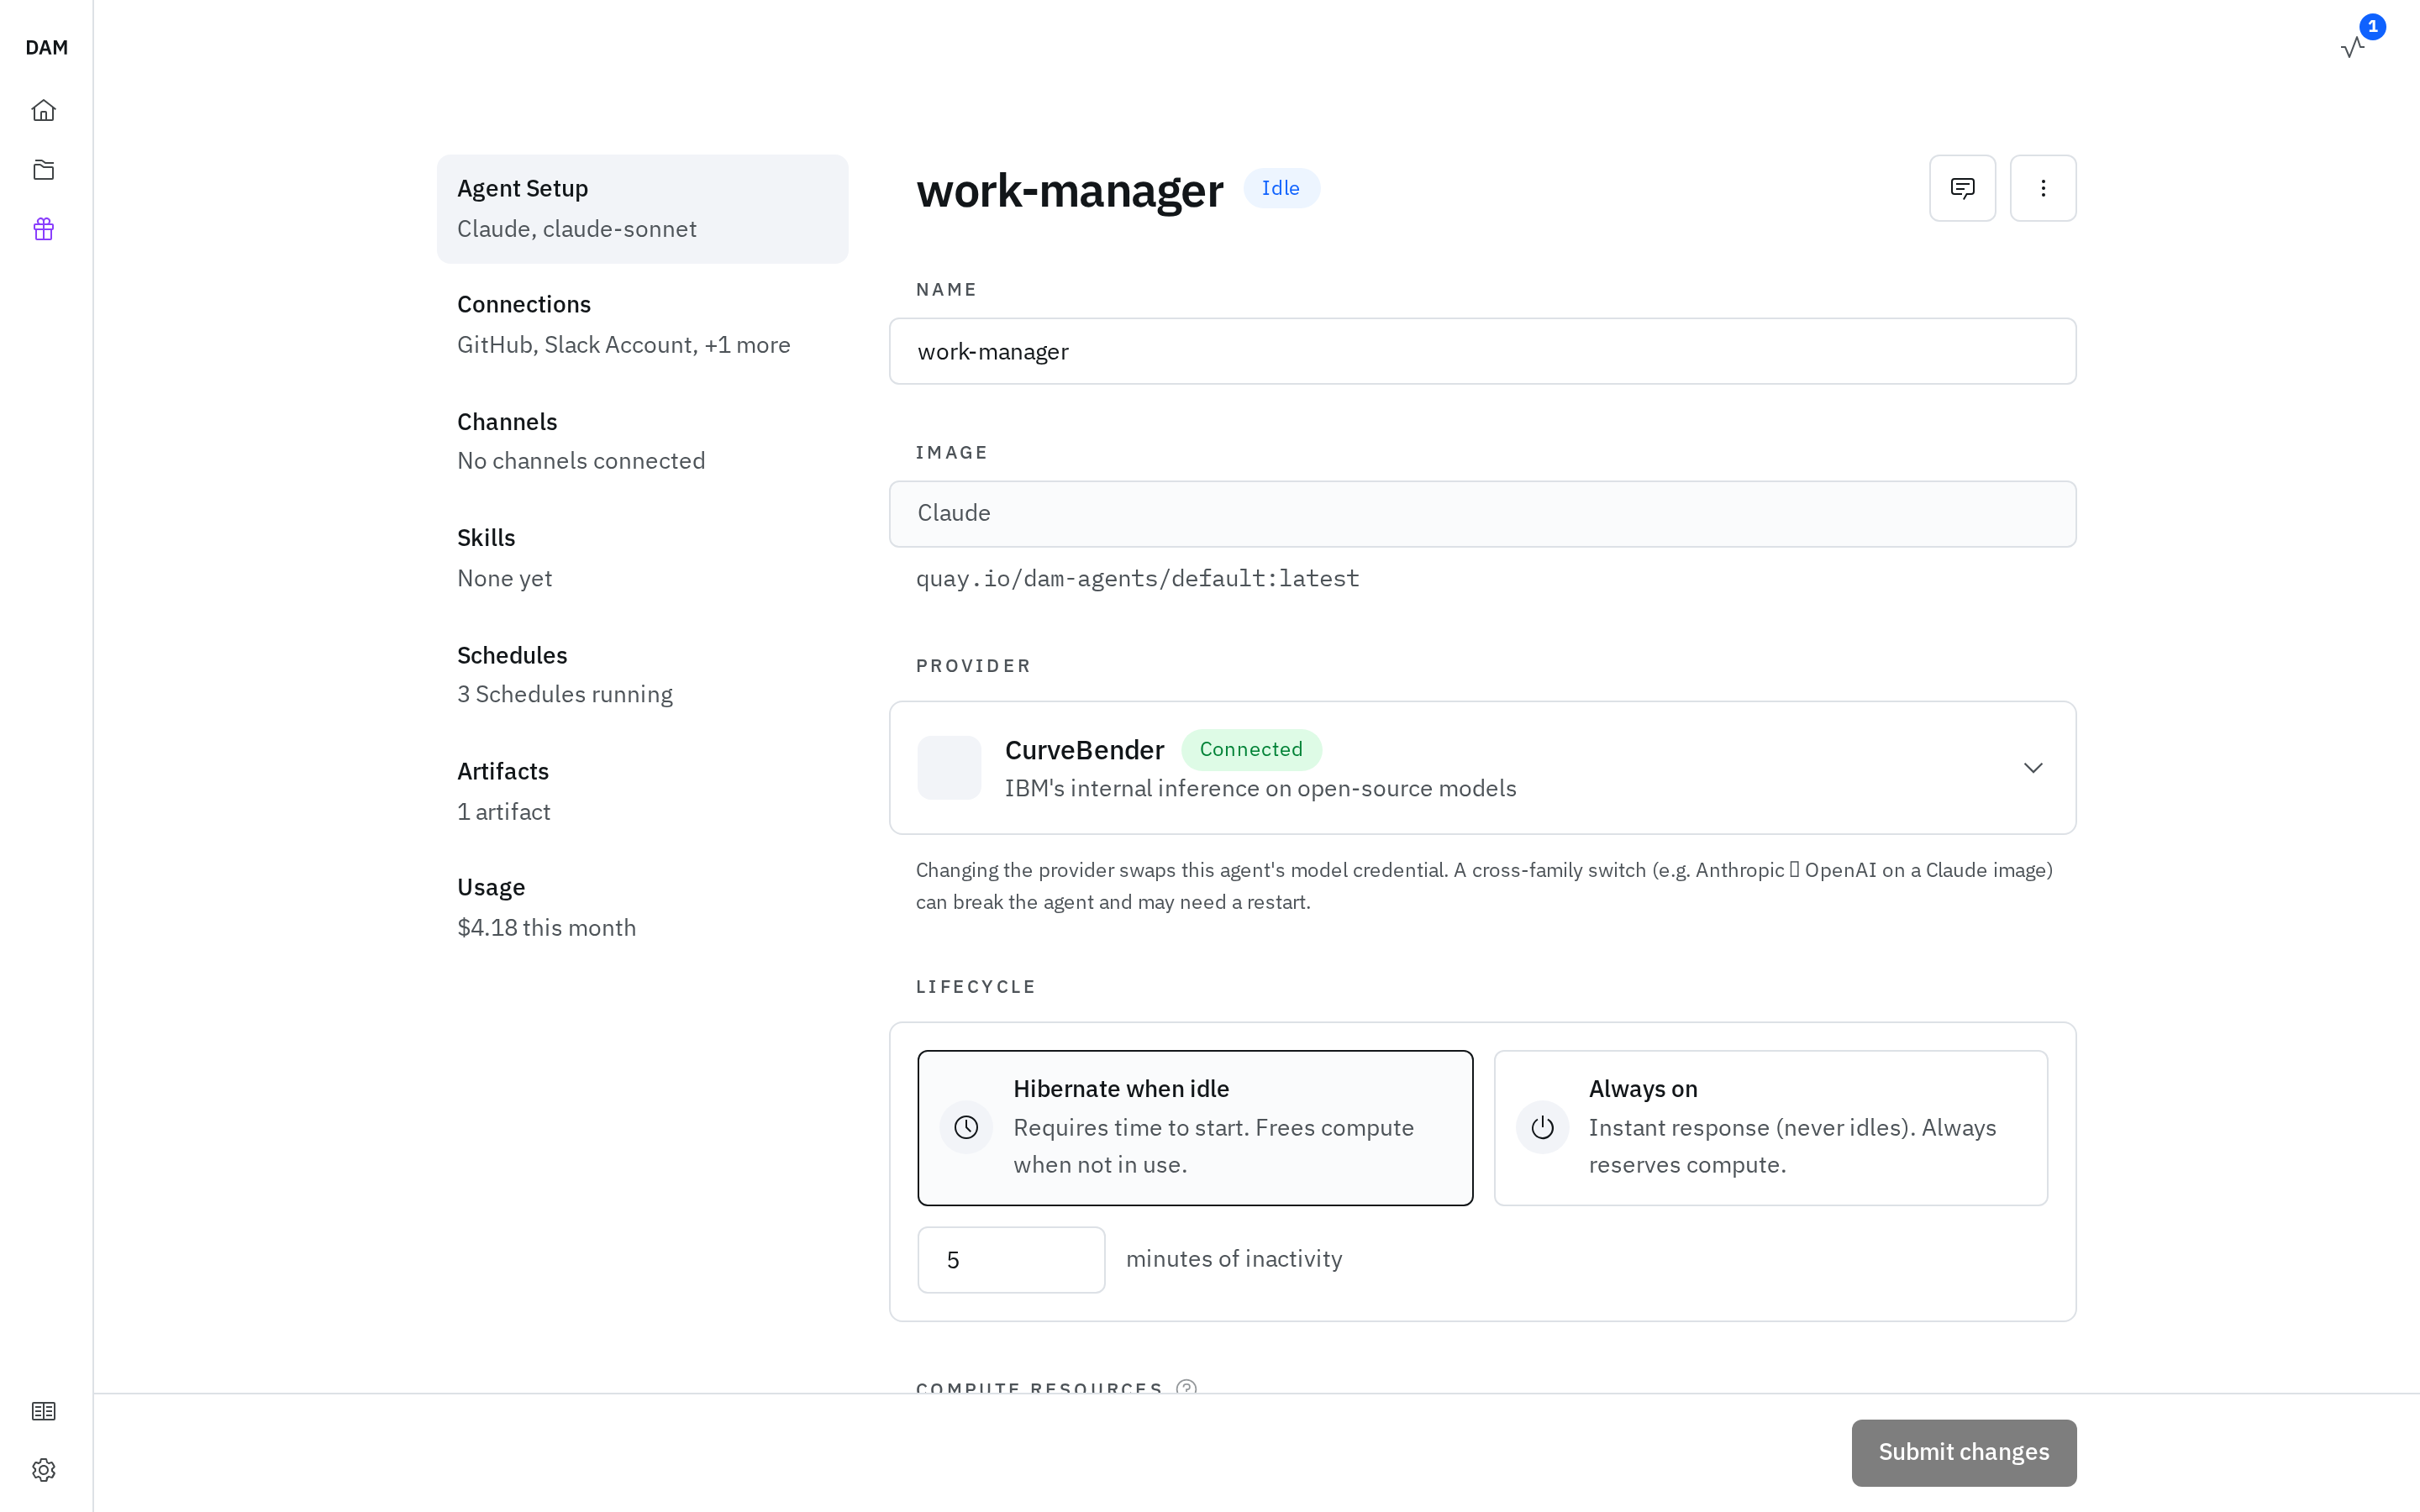 DAM
1
Agent Setup
Claude, claude-sonnet
Connections
GitHub, Slack Account, +1 more
Channels
No channels connected
Skills
None yet
Schedules
3 Schedules running
Artifacts
1 artifact
Usage
$4.18 this month
work-manager
Idle
NAME
work-manager
IMAGE
Claude
quay.io/dam-agents/default:latest
PROVIDER
CurveBender
Connected
IBM's internal inference on open-source models
Changing the provider swaps this agent's model credential. A cross-family switch (e.g. Anthropic ▯ OpenAI on a Claude image)
can break the agent and may need a restart.
LIFECYCLE
Hibernate when idle
Requires time to start. Frees compute
when not in use.
Always on
Instant response (never idles). Always
reserves compute.
5
minutes of inactivity
COMPUTE RESOURCES
Submit changes